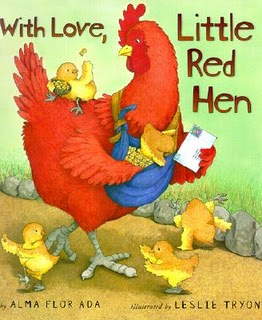 With Love,
Little
Red
Hen
by ALMA FLOR ADA
illustrated by LESLIE TRYON